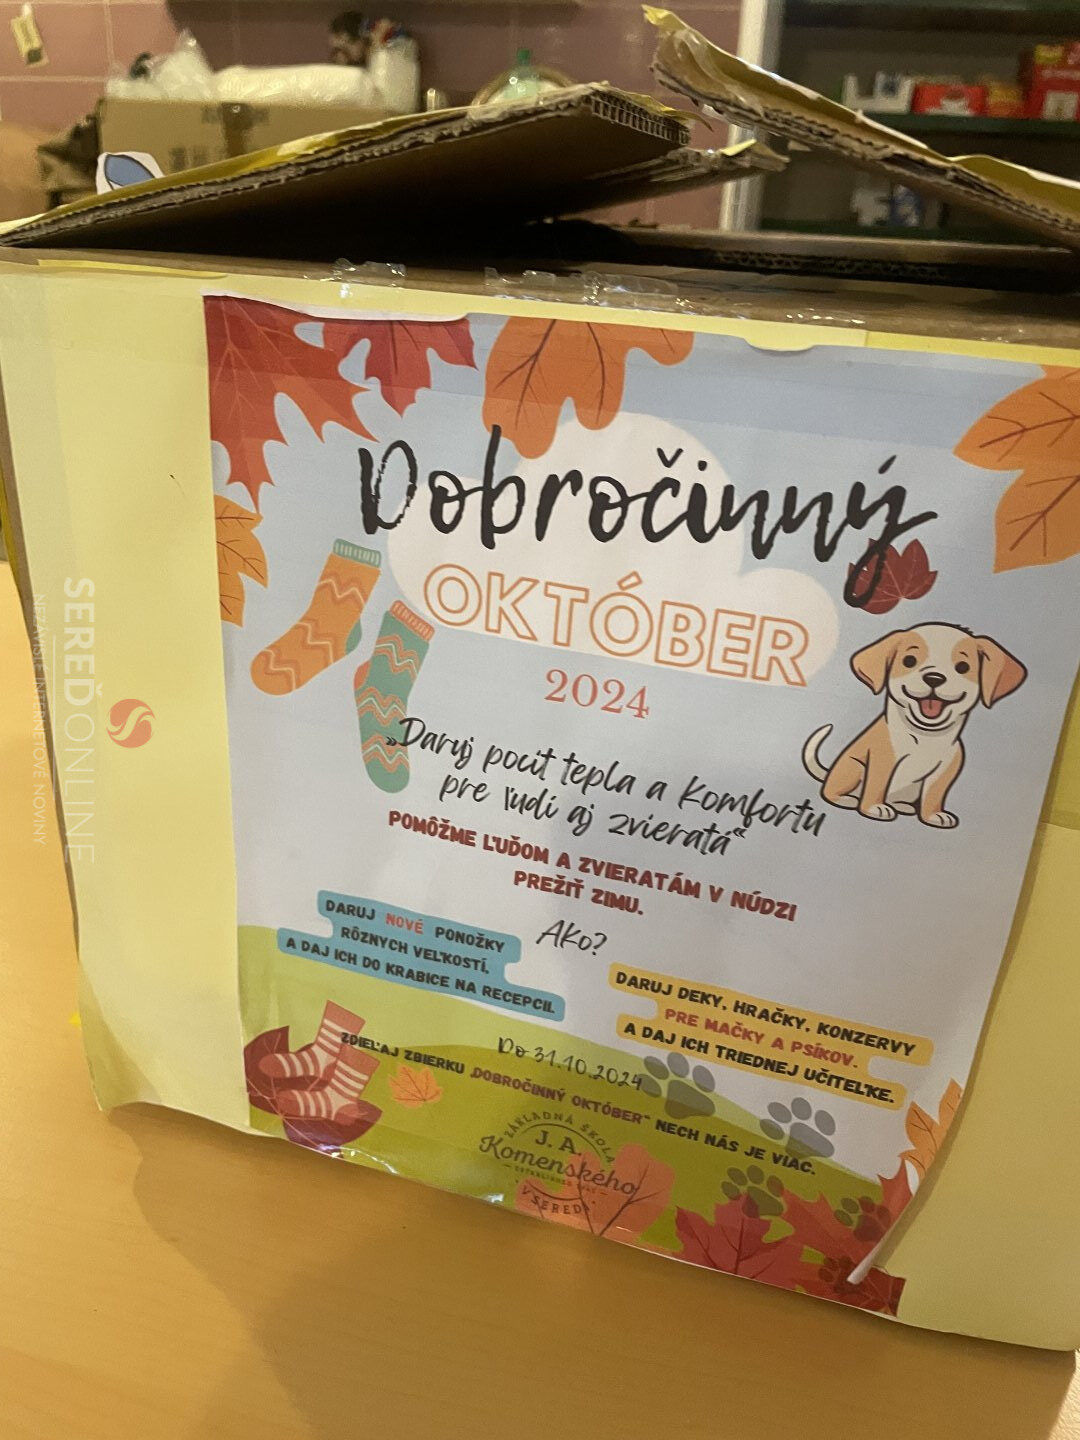 Dobročinný
OKTÓBER
2024
„Daruj pocit tepla a komfortu
pre ľudí aj zvieratá“
POMÔŽME ĽUĎOM A ZVIERATÁM V NÚDZI
PREŽIŤ ZIMU.
Ako?
DARUJ NOVÉ PONOŽKY
RÔZNYCH VEĽKOSTÍ,
A DAJ ICH DO KRABICE NA RECEPCII.
DARUJ DEKY, HRAČKY, KONZERVY
PRE MAČKY A PSÍKOV.
A DAJ ICH TRIEDNEJ UČITEĽKE.
Do 31.10.2024
ZDIEĽAJ ZBIERKU „DOBROČINNÝ OKTÓBER“ NECH NÁS JE VIAC.
ZÁKLADNÁ ŠKOLA
J. A.
Komenského
V SEREDI
SEREĎONLINE
NEZÁVISLÉ INTERNETOVÉ NOVINY